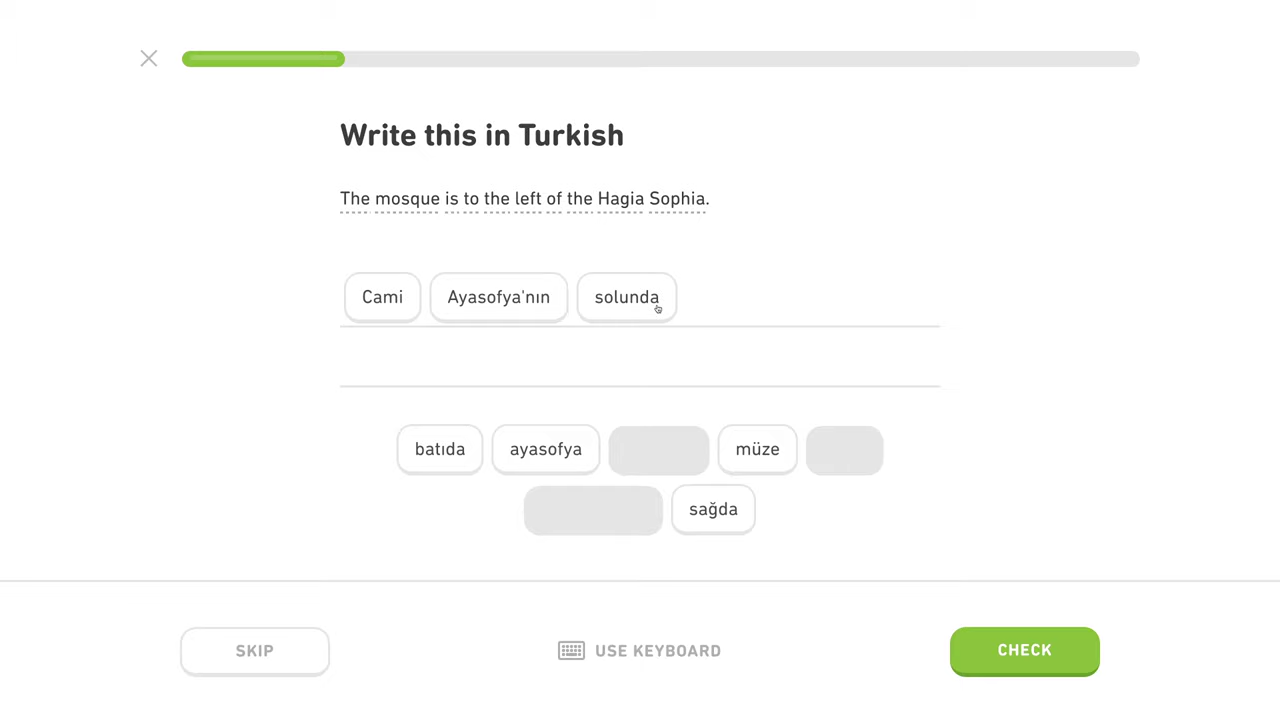 Write this in Turkish
The mosque is to the left of the Hagia Sophia.
Cami Ayasofya'nın solunda
batıda ayasofya müze
sağda
SKIP USE KEYBOARD CHECK